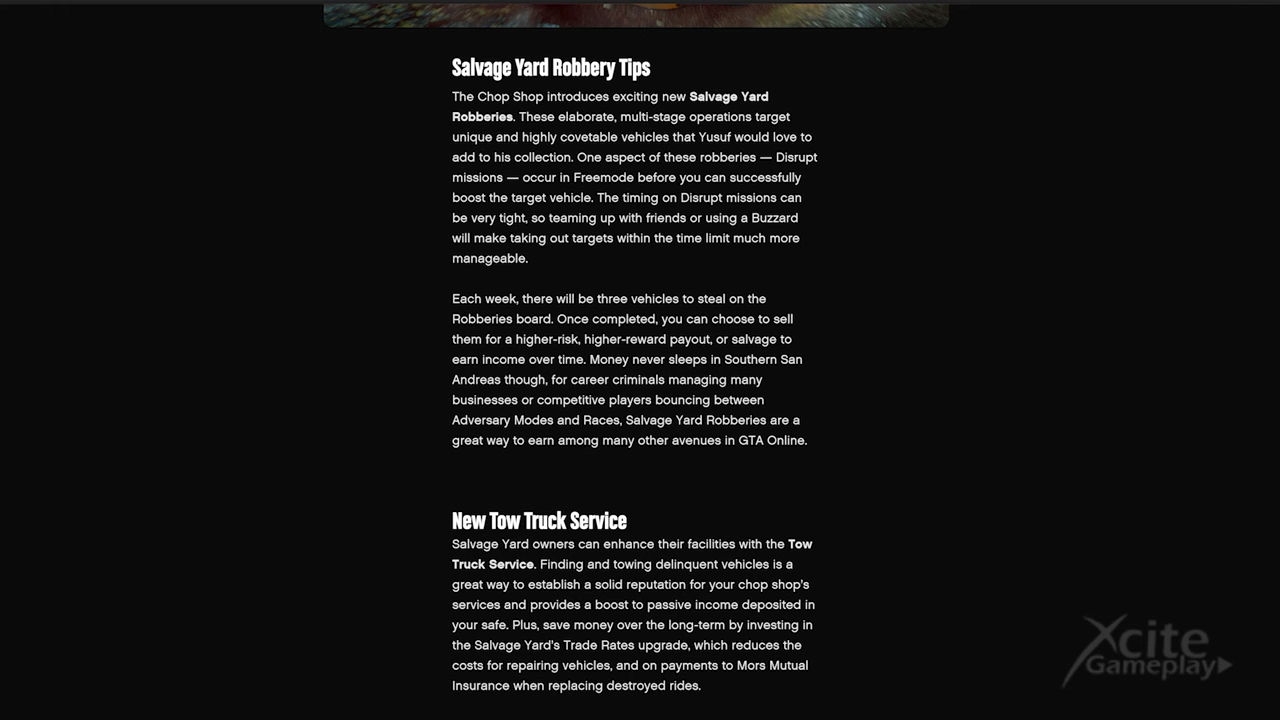 Salvage Yard Robbery Tips
The Chop Shop introduces exciting new Salvage Yard
Robberies. These elaborate, multi-stage operations target
unique and highly covetable vehicles that Yusuf would love to
add to his collection. One aspect of these robberies — Disrupt
missions — occur in Freemode before you can successfully
boost the target vehicle. The timing on Disrupt missions can
be very tight, so teaming up with friends or using a Buzzard
will make taking out targets within the time limit much more
manageable.
Each week, there will be three vehicles to steal on the
Robberies board. Once completed, you can choose to sell
them for a higher-risk, higher-reward payout, or salvage to
earn income over time. Money never sleeps in Southern San
Andreas though, for career criminals managing many
businesses or competitive players bouncing between
Adversary Modes and Races, Salvage Yard Robberies are a
great way to earn among many other avenues in GTA Online.
New Tow Truck Service
Salvage Yard owners can enhance their facilities with the Tow
Truck Service. Finding and towing delinquent vehicles is a
great way to establish a solid reputation for your chop shop's
services and provides a boost to passive income deposited in
your safe. Plus, save money over the long-term by investing in
the Salvage Yard's Trade Rates upgrade, which reduces the
costs for repairing vehicles, and on payments to Mors Mutual
Insurance when replacing destroyed rides.
Xcite
Gameplay